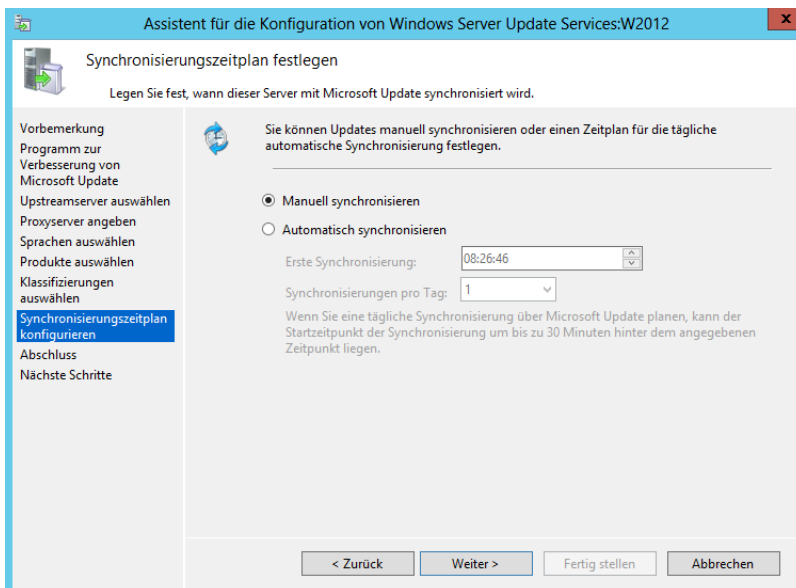 Assistent für die Konfiguration von Windows Server Update Services:W2012
x
Synchronisierungszeitplan festlegen
Legen Sie fest, wann dieser Server mit Microsoft Update synchronisiert wird.
Vorbemerkung
Programm zur
Verbesserung von
Microsoft Update
Upstreamserver auswählen
Proxyserver angeben
Sprachen auswählen
Produkte auswählen
Klassifizierungen
auswählen
Synchronisierungszeitplan
konfigurieren
Abschluss
Nächste Schritte
Sie können Updates manuell synchronisieren oder einen Zeitplan für die tägliche
automatische Synchronisierung festlegen.
Manuell synchronisieren
Automatisch synchronisieren
Erste Synchronisierung: 08:26:46
Synchronisierungen pro Tag: 1
Wenn Sie eine tägliche Synchronisierung über Microsoft Update planen, kann der
Startzeitpunkt der Synchronisierung um bis zu 30 Minuten hinter dem angegebenen
Zeitpunkt liegen.
< Zurück Weiter > Fertig stellen Abbrechen